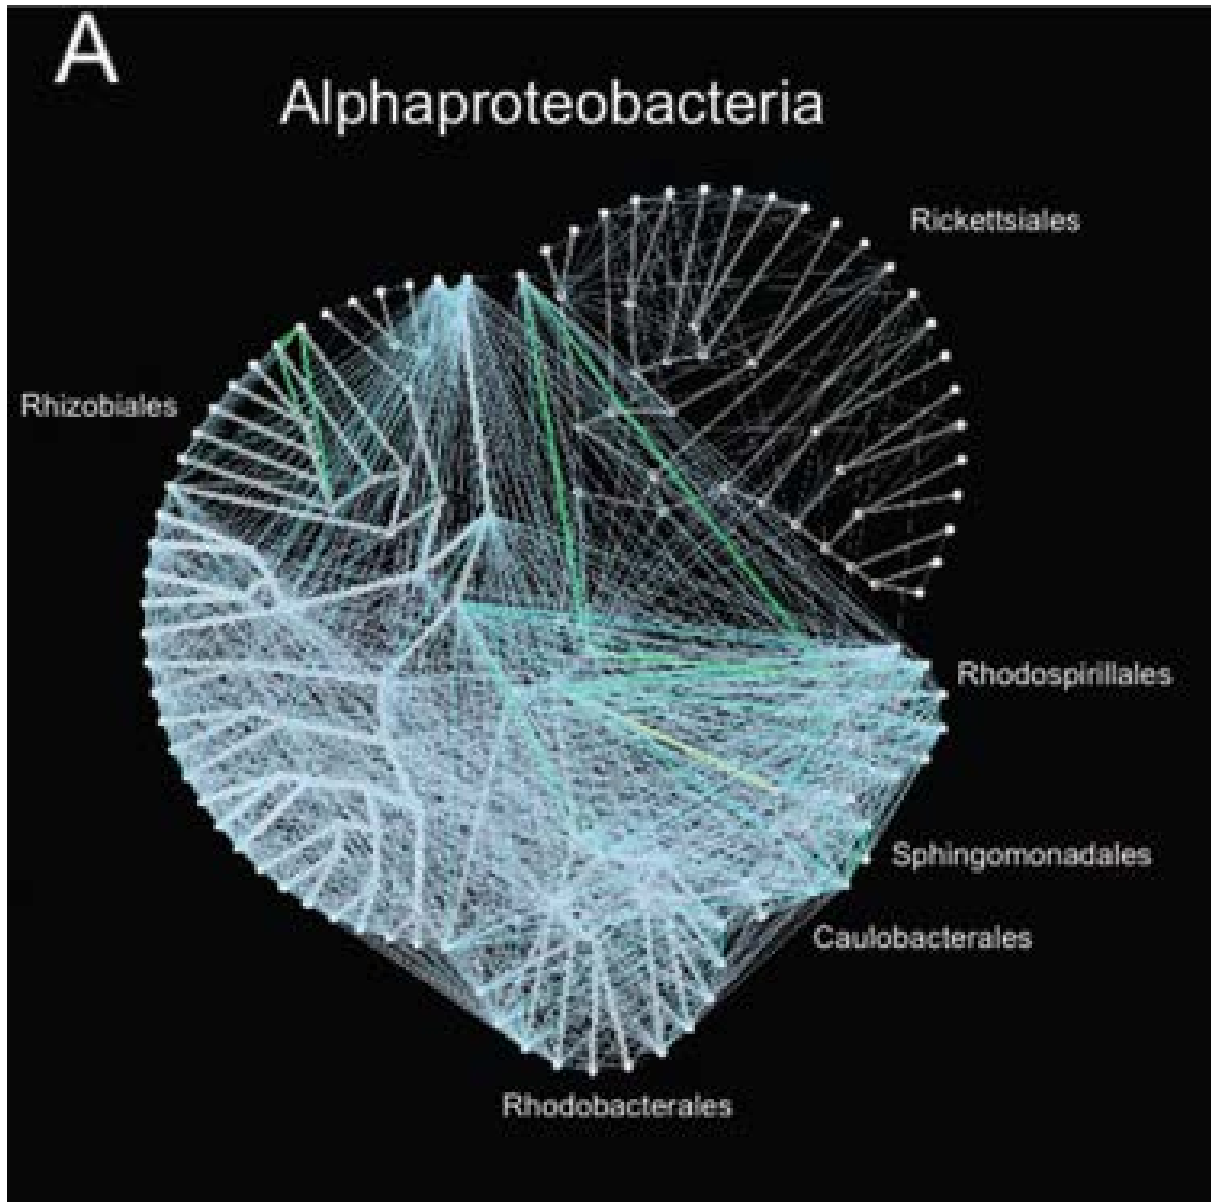 A
Alphaproteobacteria
Rickettsiales
Rhizobiales
Rhodospirillales
Sphingomonadales
Caulobacterales
Rhodobacterales